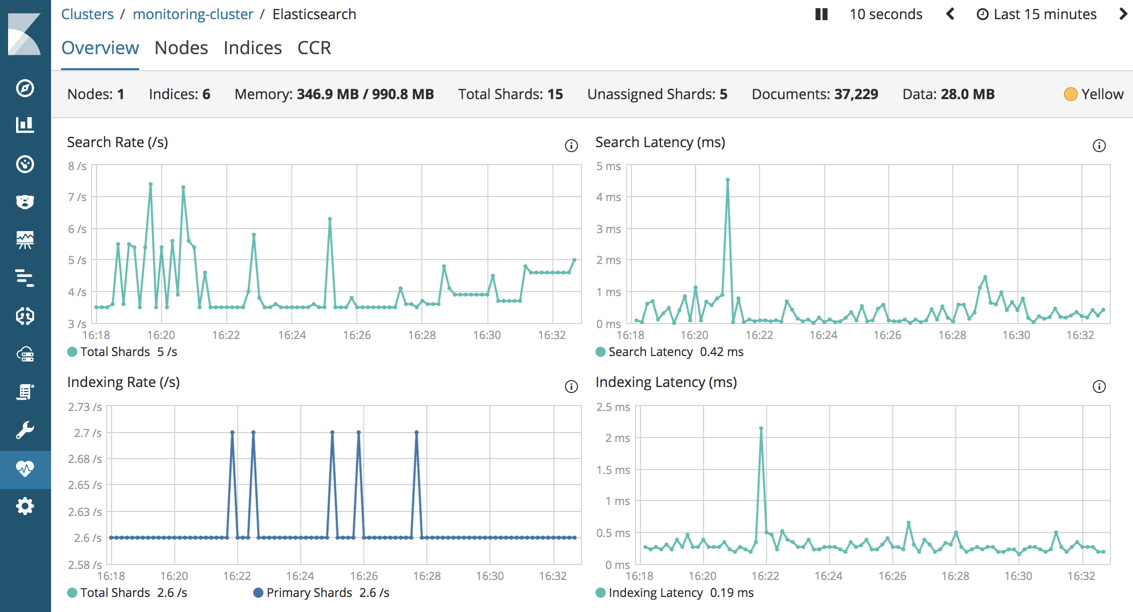 Clusters / monitoring-cluster / Elasticsearch 10 seconds Last 15 minutes
Overview Nodes Indices CCR
Nodes: 1 Indices: 6 Memory: 346.9 MB / 990.8 MB Total Shards: 15 Unassigned Shards: 5 Documents: 37,229 Data: 28.0 MB Yellow
Search Rate (/s)
8 /s
7 /s
6 /s
5 /s
4 /s
3 /s
16:18 16:20 16:22 16:24 16:26 16:28 16:30 16:32
Total Shards 5 /s
Search Latency (ms)
5 ms
4 ms
3 ms
2 ms
1 ms
0 ms
16:18 16:20 16:22 16:24 16:26 16:28 16:30 16:32
Search Latency 0.42 ms
Indexing Rate (/s)
2.73 /s
2.7 /s
2.68 /s
2.65 /s
2.63 /s
2.6 /s
2.58 /s
16:18 16:20 16:22 16:24 16:26 16:28 16:30 16:32
Total Shards 2.6 /s Primary Shards 2.6 /s
Indexing Latency (ms)
2.5 ms
2 ms
1.5 ms
1 ms
0.5 ms
0 ms
16:18 16:20 16:22 16:24 16:26 16:28 16:30 16:32
Indexing Latency 0.19 ms